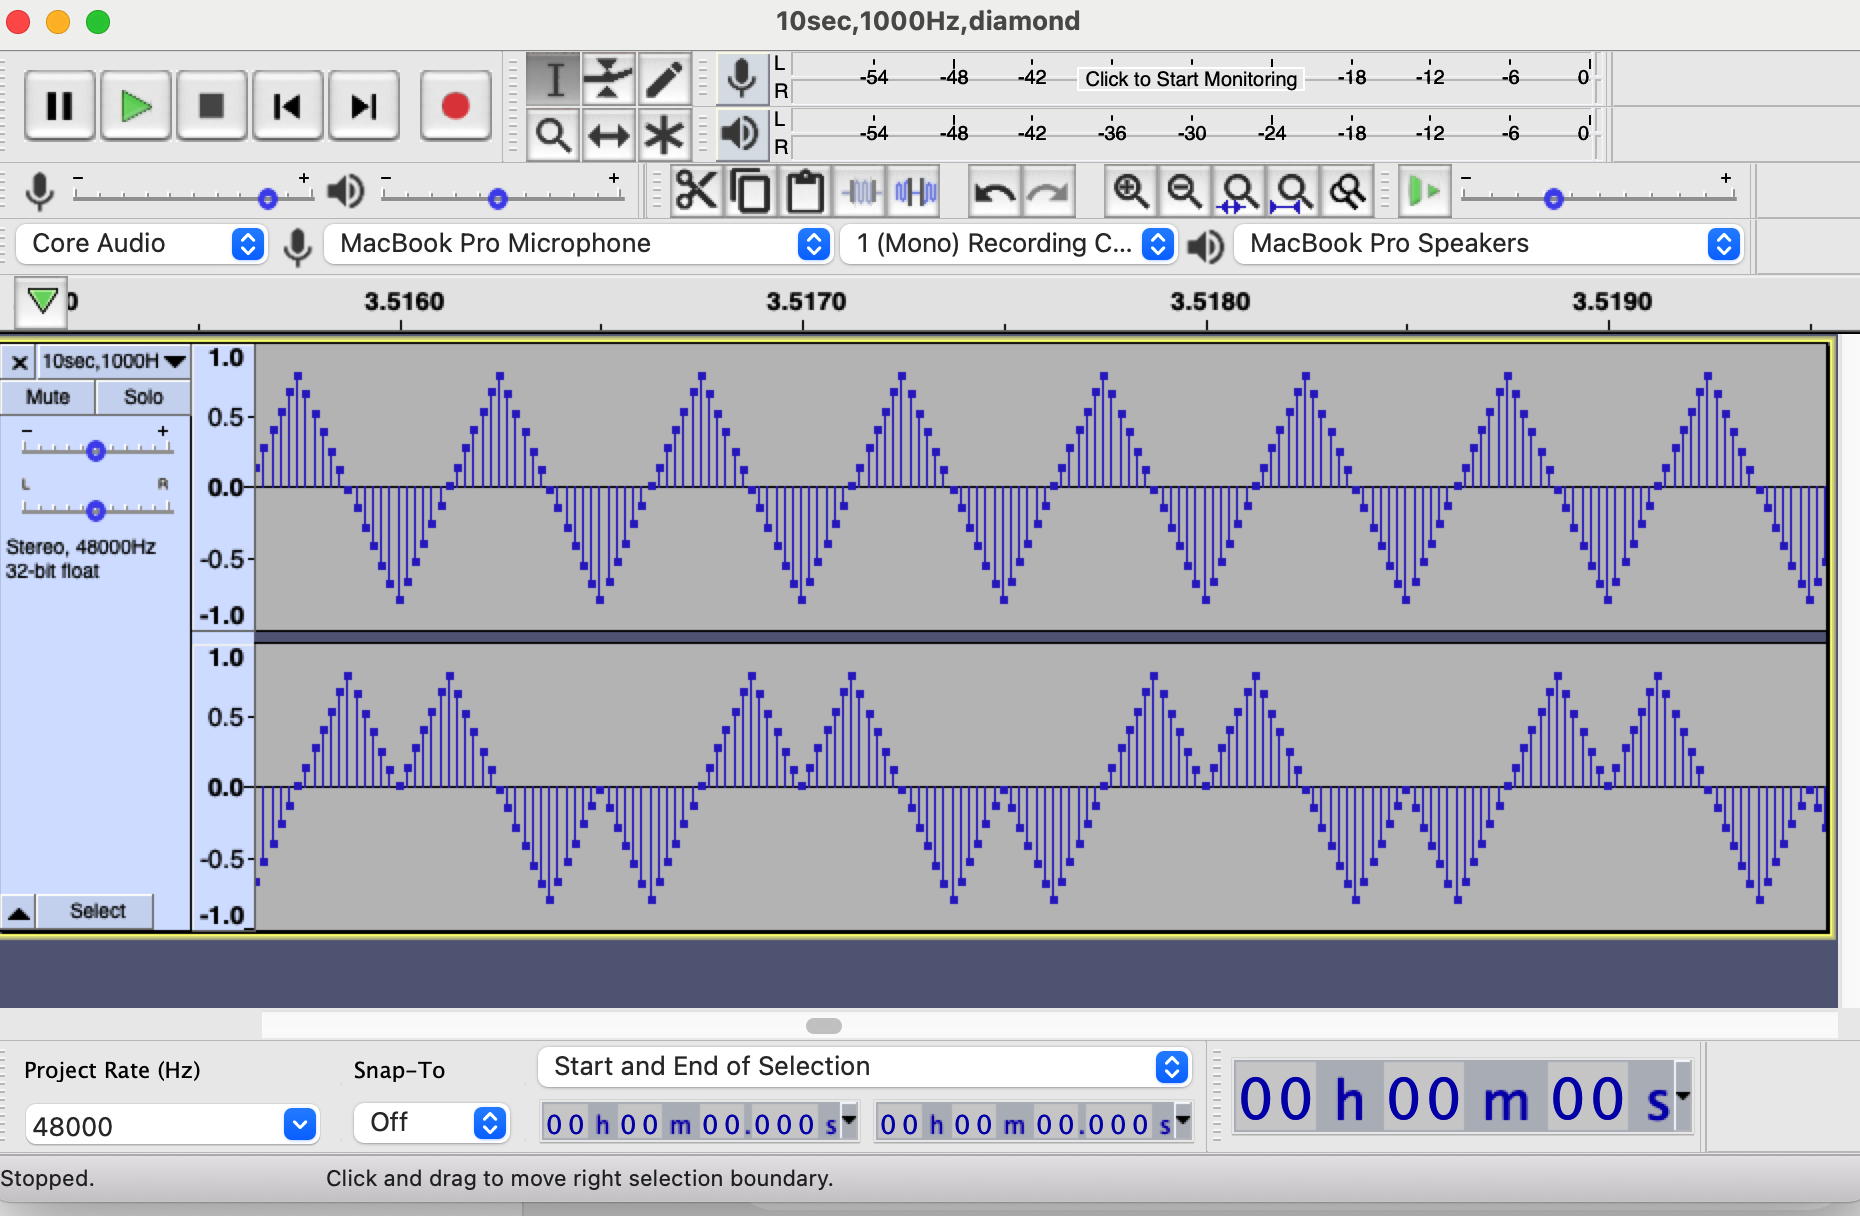 10sec,1000Hz,diamond
L
R
-54 -48 -42 Click to Start Monitoring -18 -12 -6 0
L
R
-54 -48 -42 -36 -30 -24 -18 -12 -6 0
- + - + - +
Core Audio MacBook Pro Microphone 1 (Mono) Recording C... MacBook Pro Speakers
0 3.5160 3.5170 3.5180 3.5190
10sec,1000H
Mute Solo
- +
L R
Stereo, 48000Hz
32-bit float
Select
1.0
0.5
0.0
-0.5
-1.0
1.0
0.5
0.0
-0.5
-1.0
Project Rate (Hz) Snap-To Start and End of Selection
48000 Off 00 h 00 m 00.000 s 00 h 00 m 00.000 s 00 h 00 m 00 s
Stopped. Click and drag to move right selection boundary.